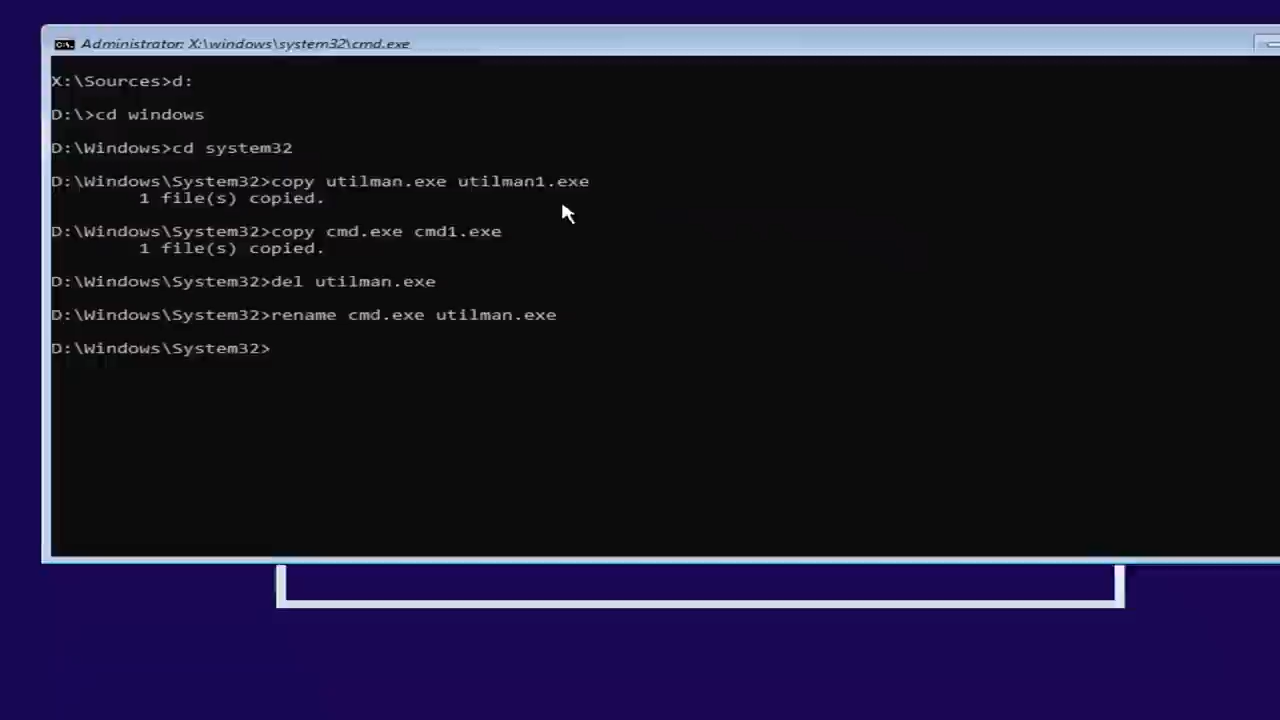 Administrator: X:\windows\system32\cmd.exe
X:\Sources>d:
D:\>cd windows
D:\Windows>cd system32
D:\Windows\System32>copy utilman.exe utilman1.exe
1 file(s) copied.
D:\Windows\System32>copy cmd.exe cmd1.exe
1 file(s) copied.
D:\Windows\System32>del utilman.exe
D:\Windows\System32>rename cmd.exe utilman.exe
D:\Windows\System32>